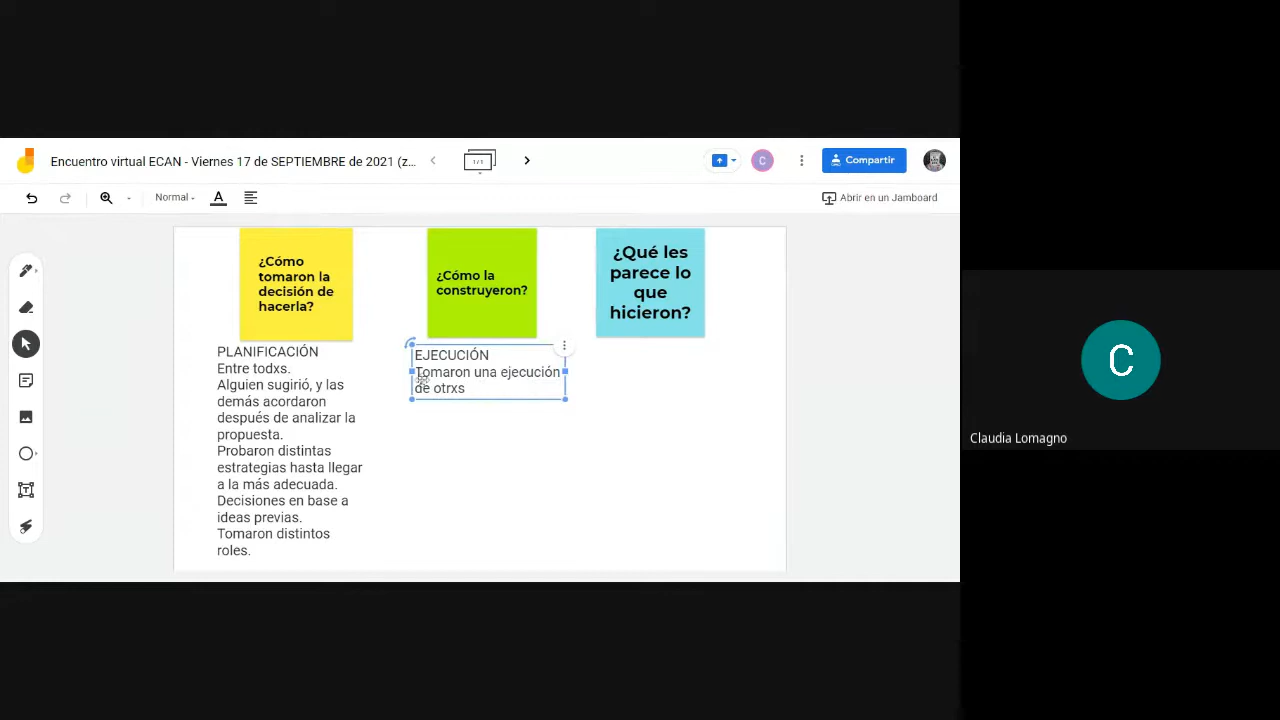 Encuentro virtual ECAN - Viernes 17 de SEPTIEMBRE de 2021 (z...
1/1
C
Compartir
Normal
A
Abrir en un Jamboard
¿Cómo
tomaron la
decisión de
hacerla?
¿Cómo la
construyeron?
¿Qué les
parece lo
que
hicieron?
PLANIFICACIÓN
Entre todxs.
Alguien sugirió, y las
demás acordaron
después de analizar la
propuesta.
Probaron distintas
estrategias hasta llegar
a la más adecuada.
Decisiones en base a
ideas previas.
Tomaron distintos
roles.
EJECUCIÓN
Tomaron una ejecución
de otrxs
C
Claudia Lomagno